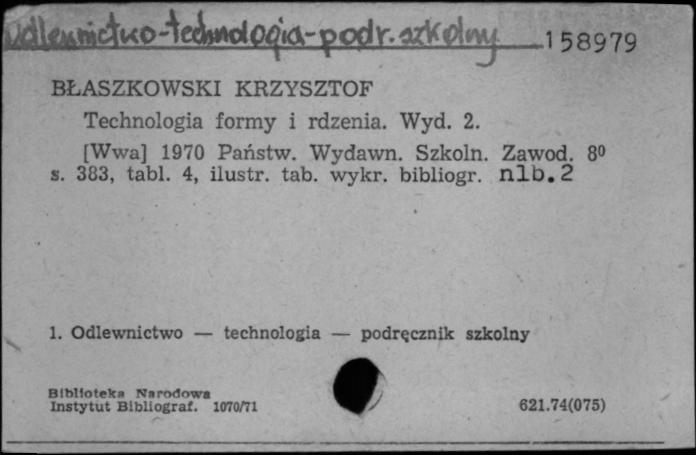 Odlewnictwo-technologia-podr. szkolny 158979
BŁASZKOWSKI KRZYSZTOF
Technologia formy i rdzenia. Wyd. 2.
[Wwa] 1970 Państw. Wydawn. Szkoln. Zawod. 8⁰
s. 383, tabl. 4, ilustr. tab. wykr. bibliogr. nlb. 2
1. Odlewnictwo — technologia — podręcznik szkolny
Biblioteka Narodowa
Instytut Bibliograf. 1070/71 621.74(075)